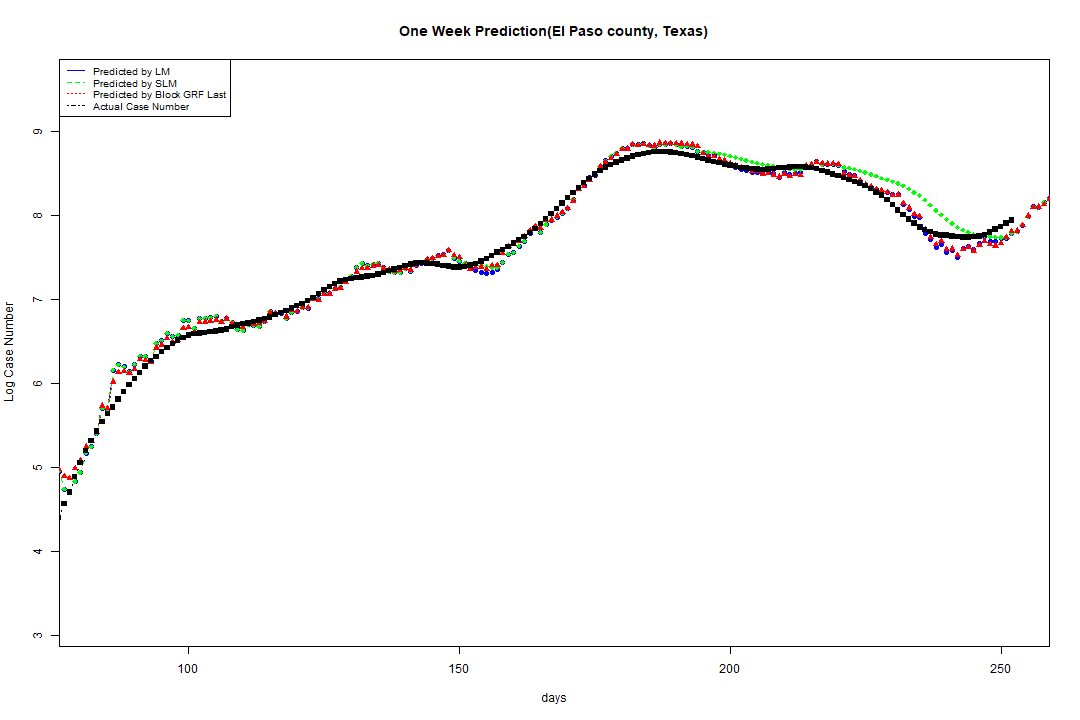 One Week Prediction(El Paso county, Texas)
Predicted by LM
Predicted by SLM
Predicted by Block GRF Last
Actual Case Number
9
8
7
6
5
4
3
Log Case Number
100 150 200 250
days